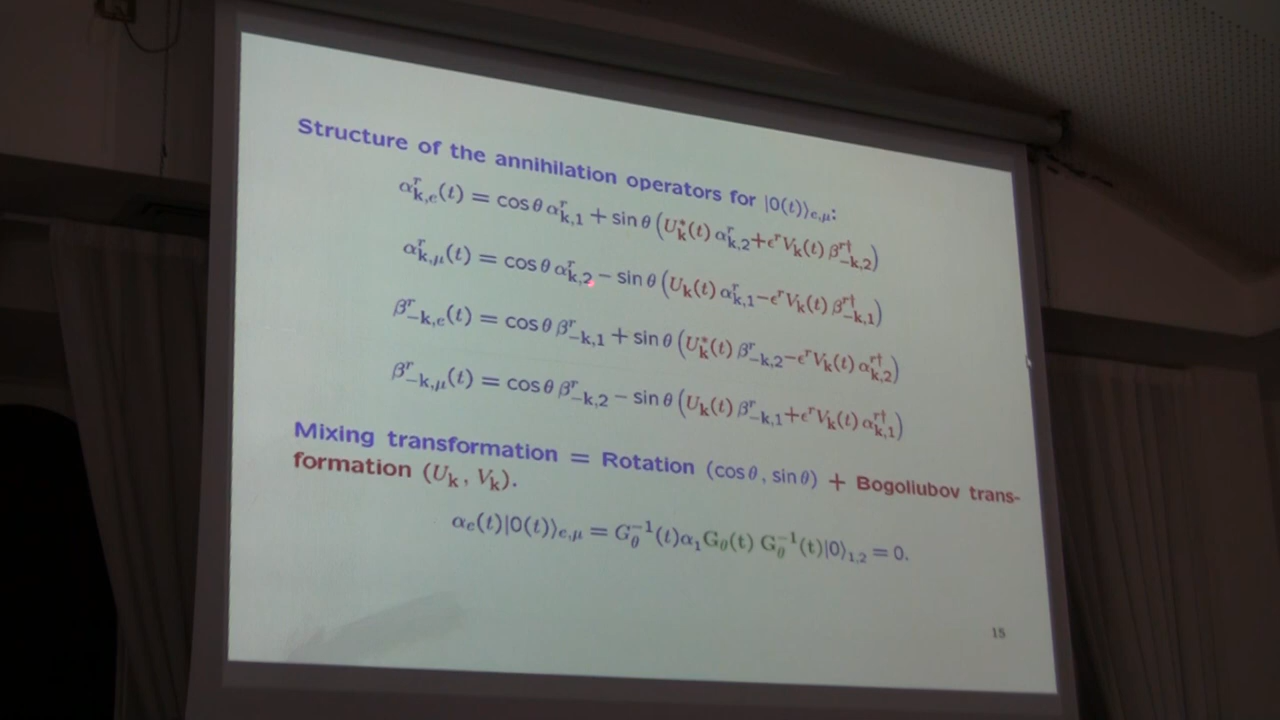 Structure of the annihilation operators for |0(t)⟩ₑ,μ:
α^r_{k,e}(t) = cos θ α^r_{k,1} + sin θ (U*_k(t) α^r_{k,2} + ϵ^r V_k(t) β^{r†}_{−k,2})
α^r_{k,μ}(t) = cos θ α^r_{k,2} − sin θ (U_k(t) α^r_{k,1} − ϵ^r V_k(t) β^{r†}_{−k,1})
β^r_{−k,e}(t) = cos θ β^r_{−k,1} + sin θ (U*_k(t) β^r_{−k,2} − ϵ^r V_k(t) α^{r†}_{k,2})
β^r_{−k,μ}(t) = cos θ β^r_{−k,2} − sin θ (U_k(t) β^r_{−k,1} + ϵ^r V_k(t) α^{r†}_{k,1})
Mixing transformation = Rotation (cos θ, sin θ) + Bogoliubov trans-
formation (U_k, V_k).
α_e(t)|0(t)⟩_{e,μ} = G_θ^{−1}(t)α_1 G_θ(t) G_θ^{−1}(t)|0⟩_{1,2} = 0.
15